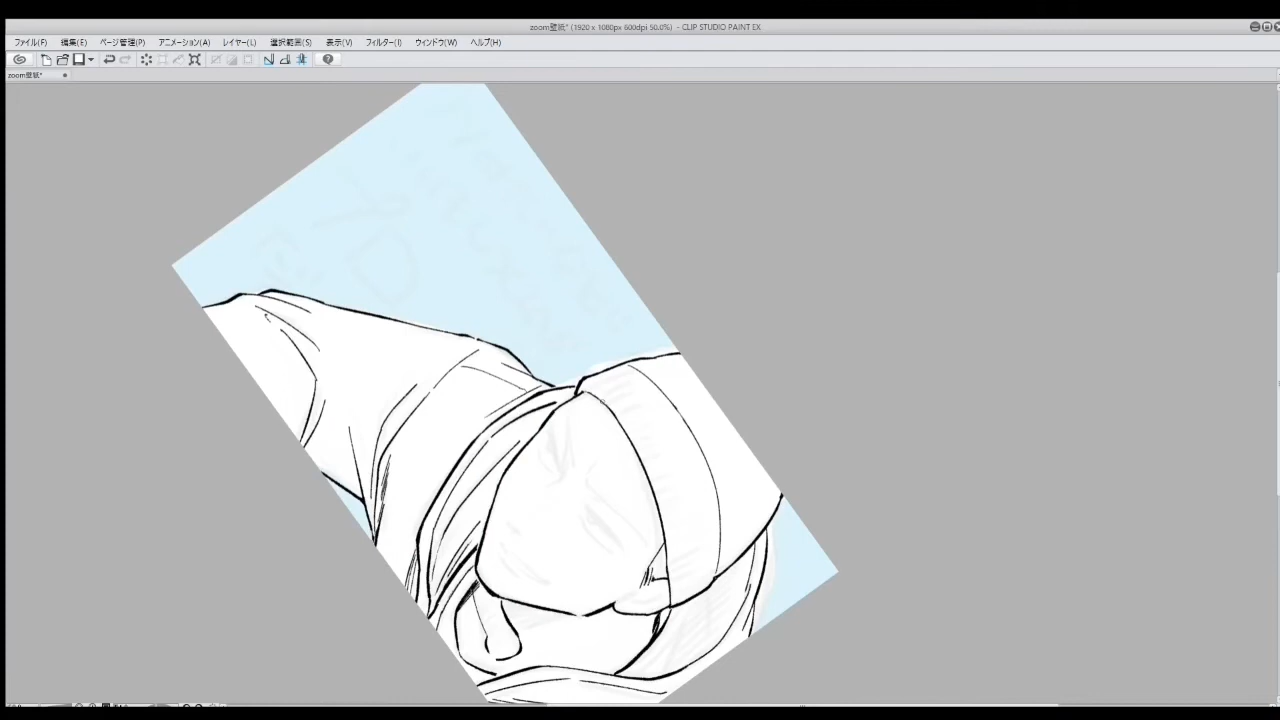 zoom壁紙* (1920 x 1080px 600dpi 50.0%) - CLIP STUDIO PAINT EX
ファイル(F) 編集(E) ページ管理(P) アニメーション(A) レイヤー(L) 選択範囲(S) 表示(V) フィルター(I) ウィンドウ(W) ヘルプ(H)
zoom壁紙*